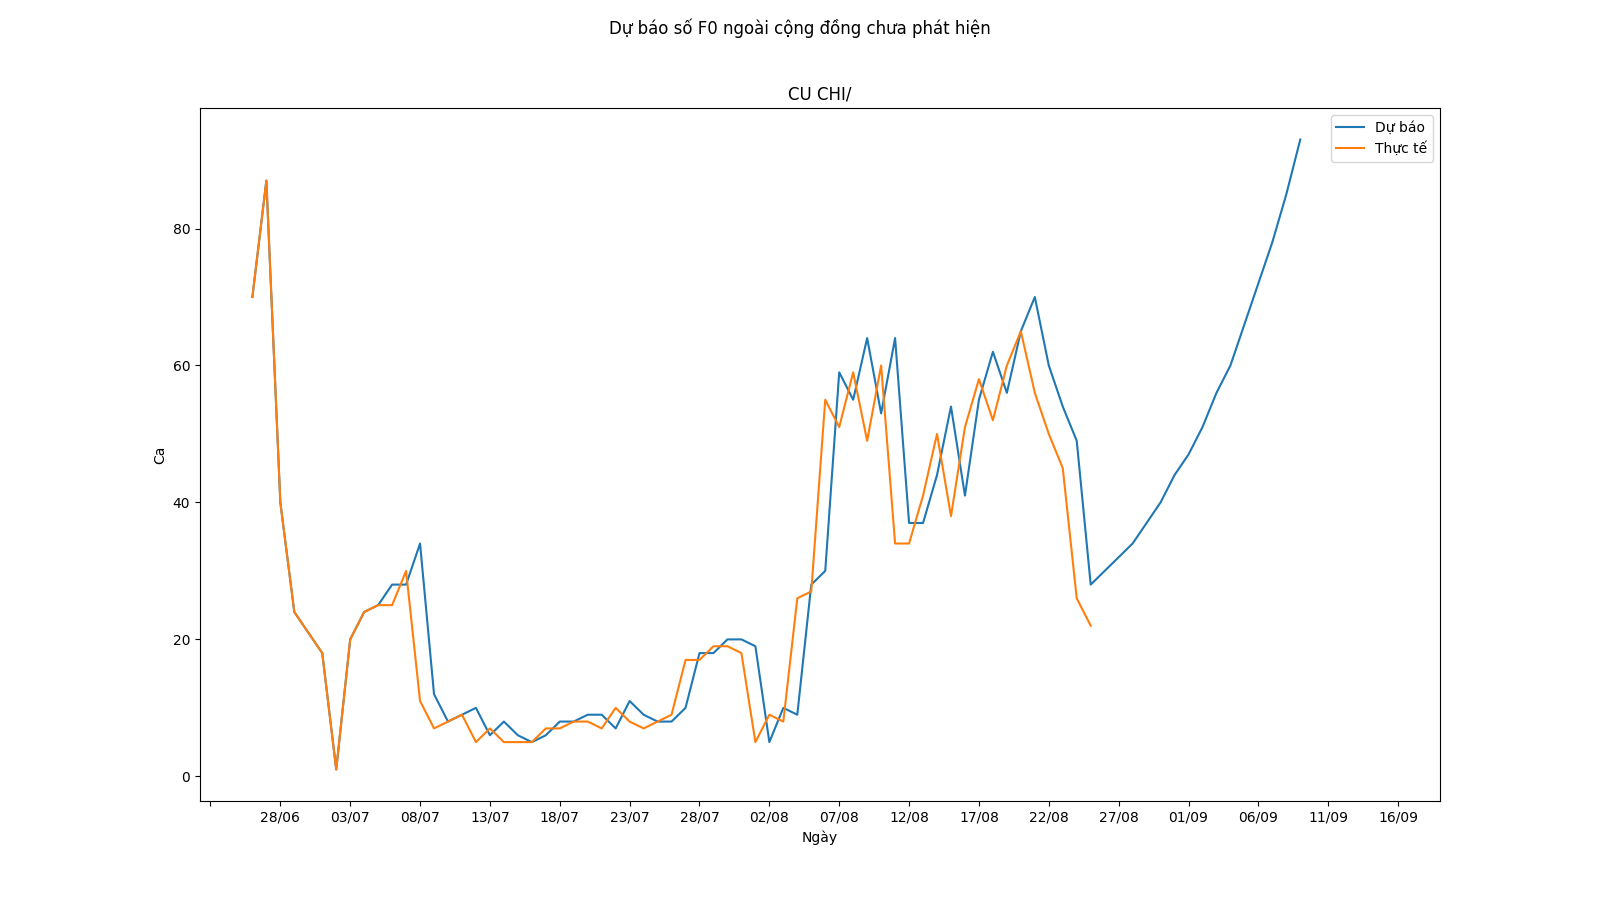 Dự báo số F0 ngoài cộng đồng chưa phát hiện
CU CHI/
Dự báo
Thực tế
80
60
40
20
0
Ca
28/06 03/07 08/07 13/07 18/07 23/07 28/07 02/08 07/08 12/08 17/08 22/08 27/08 01/09 06/09 11/09 16/09
Ngày